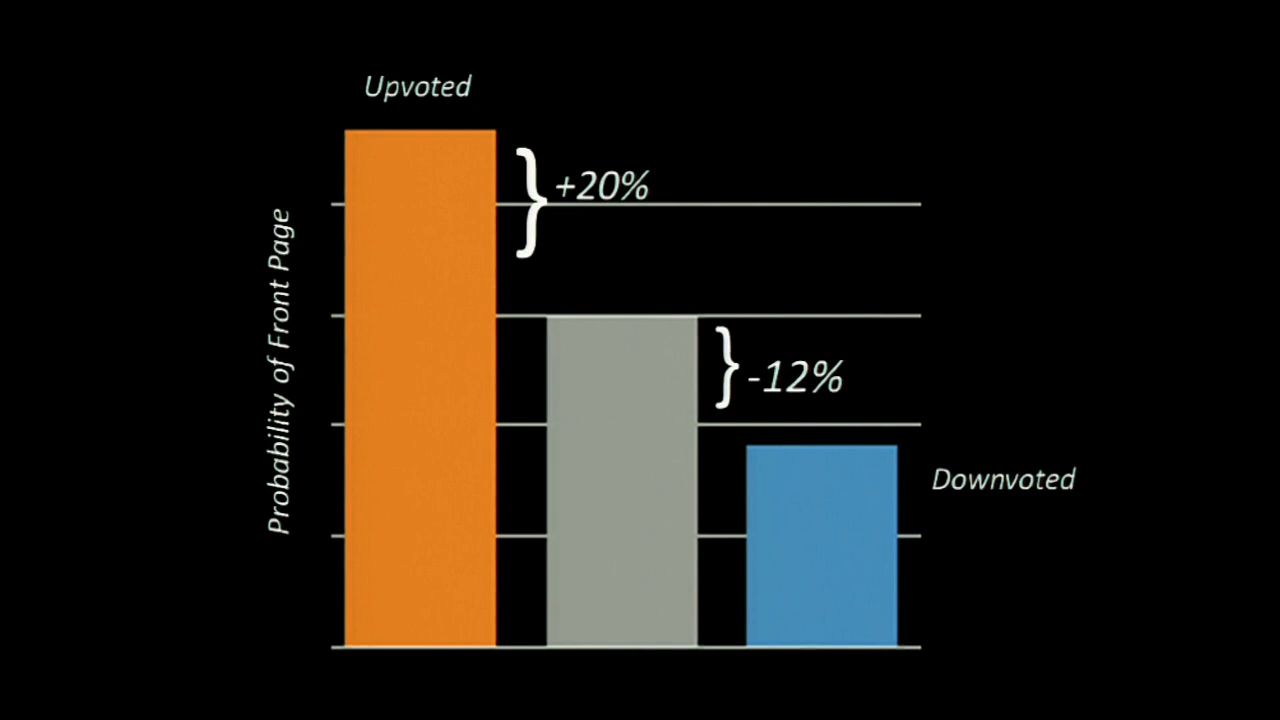 Upvoted
+20%
Probability of Front Page
-12%
Downvoted